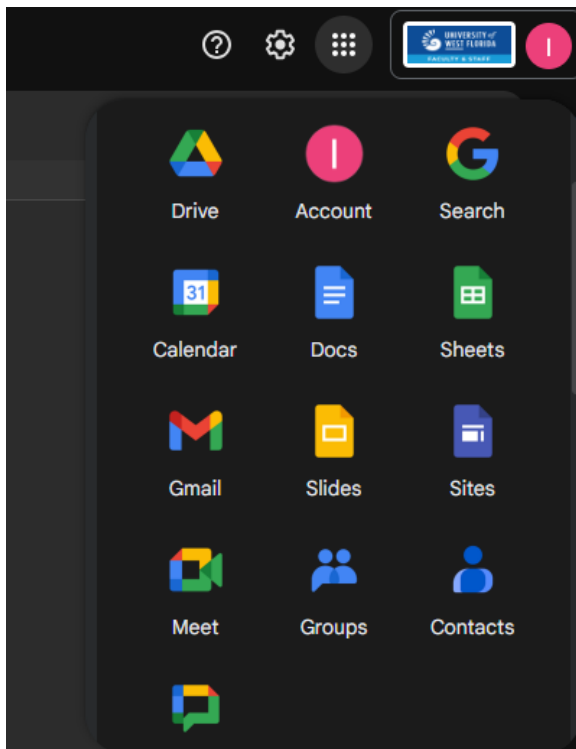 UNIVERSITY of
WEST FLORIDA
FACULTY & STAFF
I
I
Drive
Account
Search
31
Calendar
Docs
Sheets
Gmail
Slides
Sites
Meet
Groups
Contacts